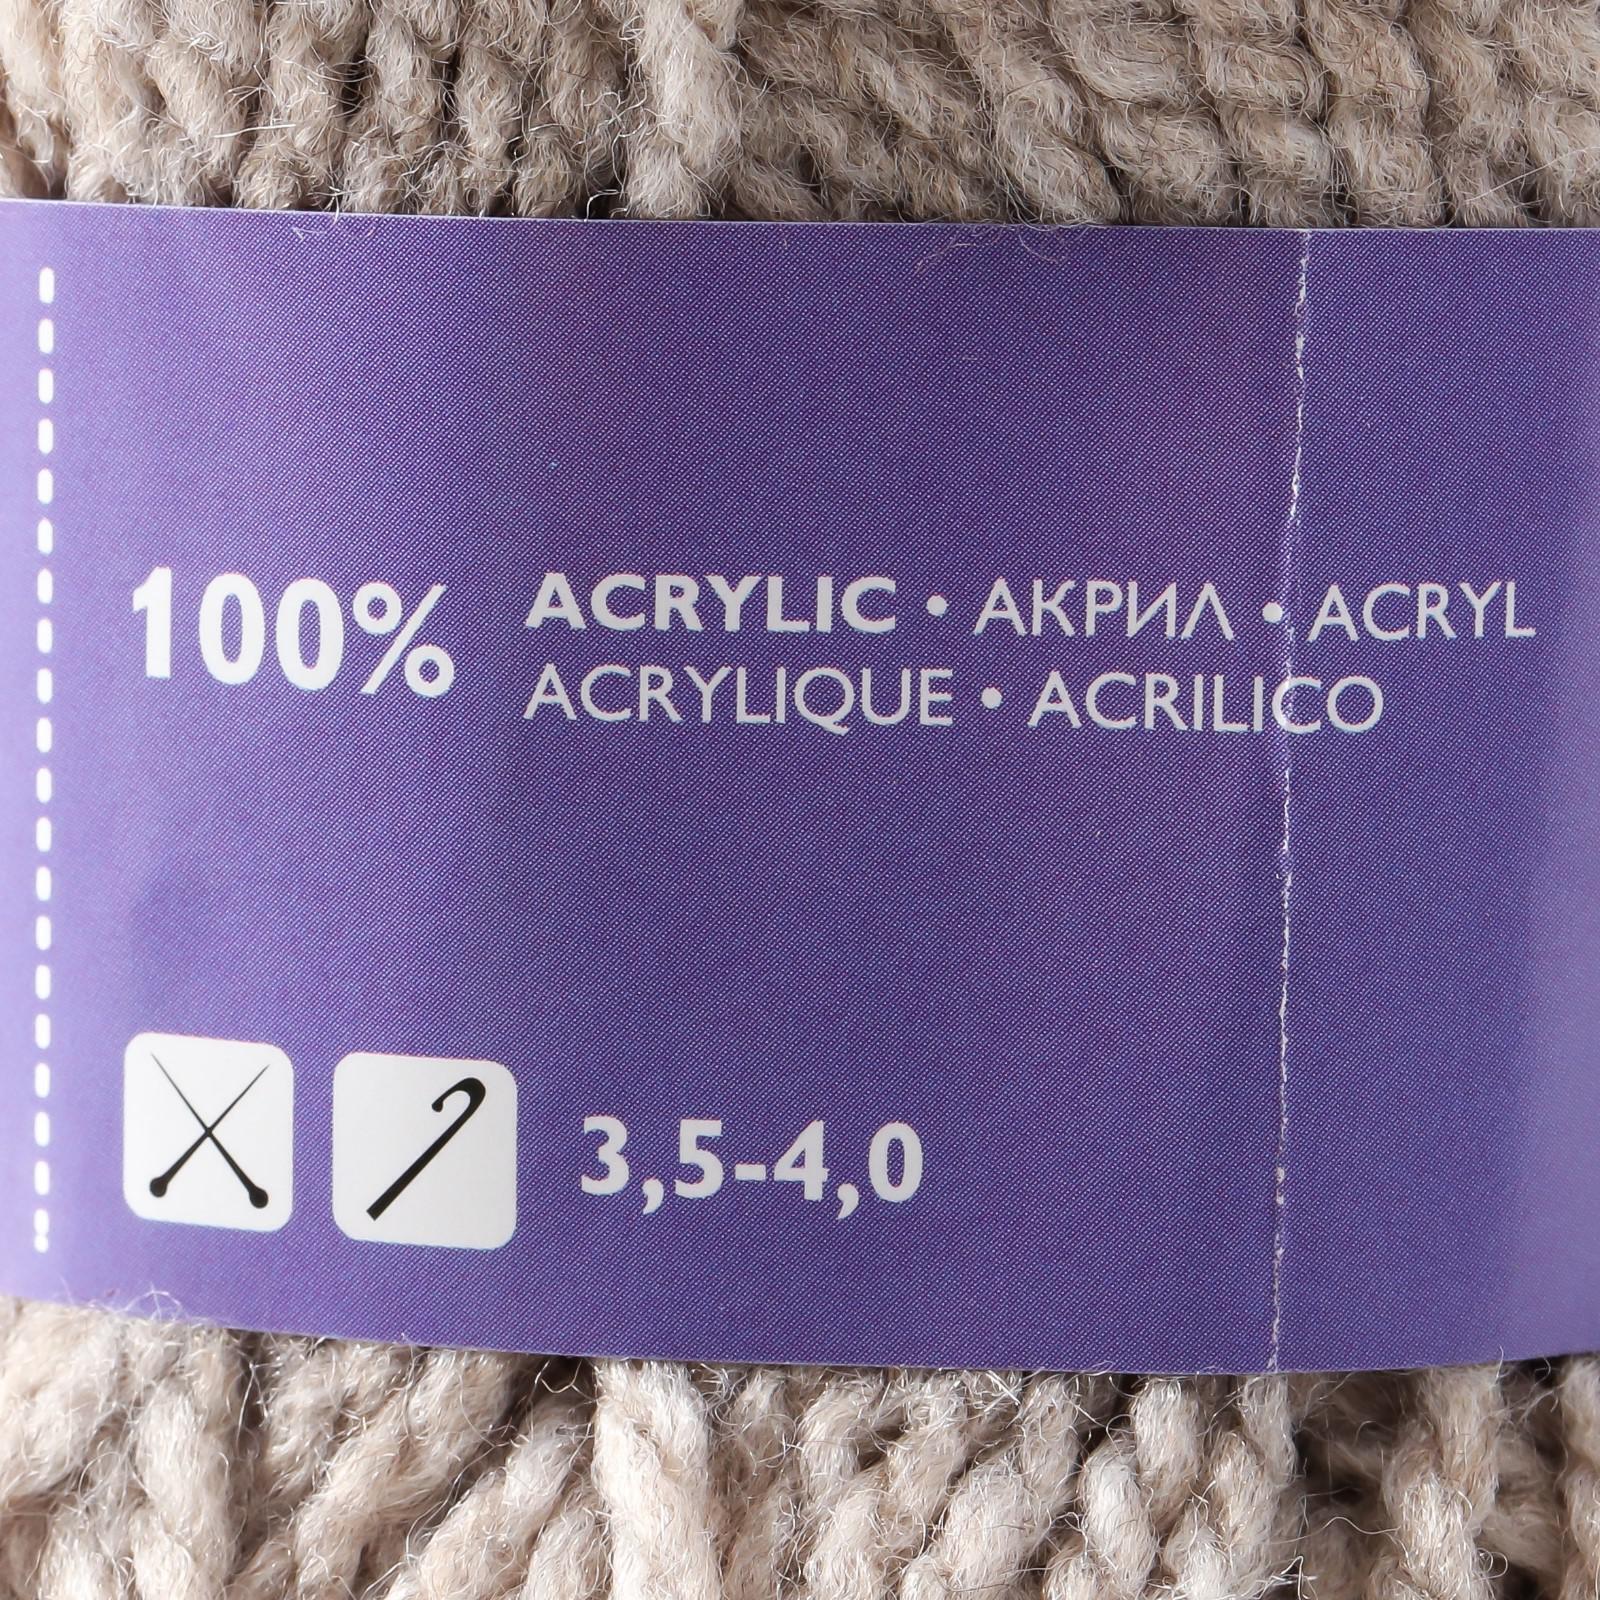 100% ACRYLIC • АКРИЛ • ACRYL
ACRYLIQUE • ACRILICO
3,5-4,0